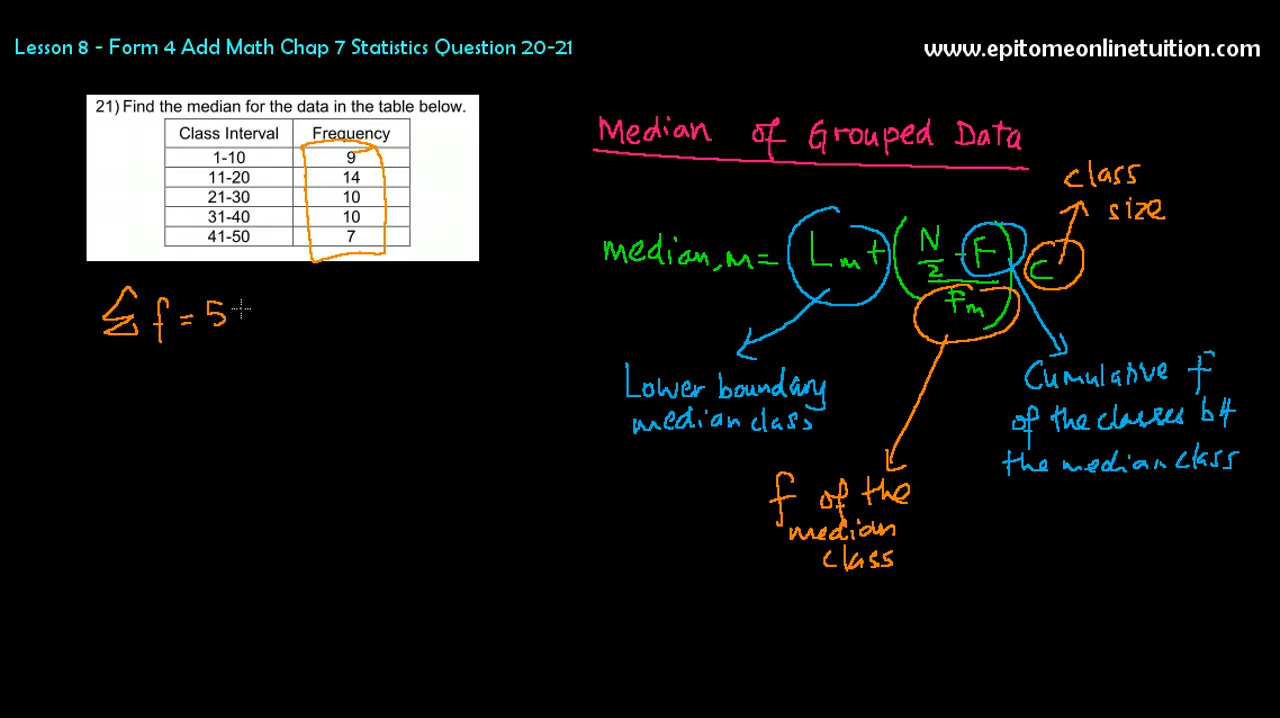 Lesson 8 - Form 4 Add Math Chap 7 Statistics Question 20-21
www.epitomeonlinetuition.com
21) Find the median for the data in the table below.
Class Interval Frequency
1-10 9
11-20 14
21-30 10
31-40 10
41-50 7
Σ f = 5
Median of Grouped Data
class
size
median, m = Lm + (N/2 - F / fm) C
Lower boundary
median class
Cumulative f
of the classes b4
the median class
f of the
median
class